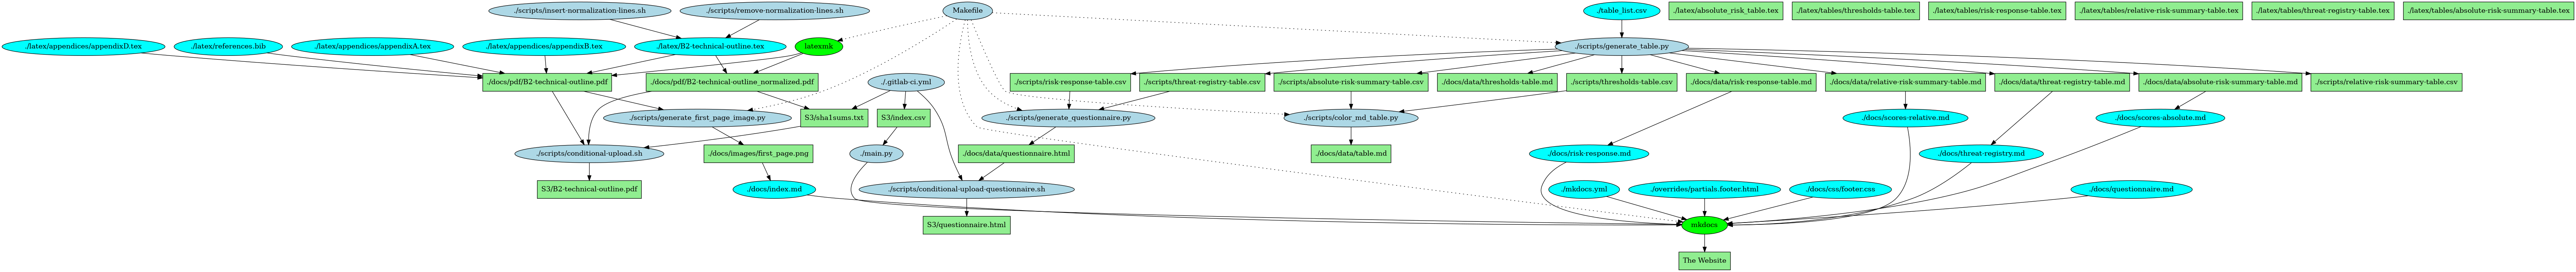 ./scripts/insert-normalization-lines.sh
./scripts/remove-normalization-lines.sh
Makefile
./table_list.csv
./latex/absolute_risk_table.tex
./latex/tables/thresholds-table.tex
./latex/tables/risk-response-table.tex
./latex/tables/relative-risk-summary-table.tex
./latex/tables/threat-registry-table.tex
./latex/tables/absolute-risk-summary-table.tex
./latex/appendices/appendixD.tex
./latex/references.bib
./latex/appendices/appendixA.tex
./latex/appendices/appendixB.tex
./latex/B2-technical-outline.tex
latexmk
./scripts/generate_table.py
./docs/pdf/B2-technical-outline.pdf
./docs/pdf/B2-technical-outline_normalized.pdf
./.gitlab-ci.yml
./scripts/risk-response-table.csv
./scripts/threat-registry-table.csv
./scripts/absolute-risk-summary-table.csv
./docs/data/thresholds-table.md
./scripts/thresholds-table.csv
./docs/data/risk-response-table.md
./docs/data/relative-risk-summary-table.md
./docs/data/threat-registry-table.md
./docs/data/absolute-risk-summary-table.md
./scripts/relative-risk-summary-table.csv
./scripts/generate_first_page_image.py
S3/sha1sums.txt
S3/index.csv
./scripts/generate_questionnaire.py
./scripts/color_md_table.py
./docs/scores-relative.md
./docs/scores-absolute.md
./scripts/conditional-upload.sh
./docs/images/first_page.png
./main.py
./docs/data/questionnaire.html
./docs/data/table.md
./docs/risk-response.md
./docs/threat-registry.md
S3/B2-technical-outline.pdf
./docs/index.md
./scripts/conditional-upload-questionnaire.sh
./mkdocs.yml
./overrides/partials.footer.html
./docs/css/footer.css
./docs/questionnaire.md
S3/questionnaire.html
mkdocs
The Website